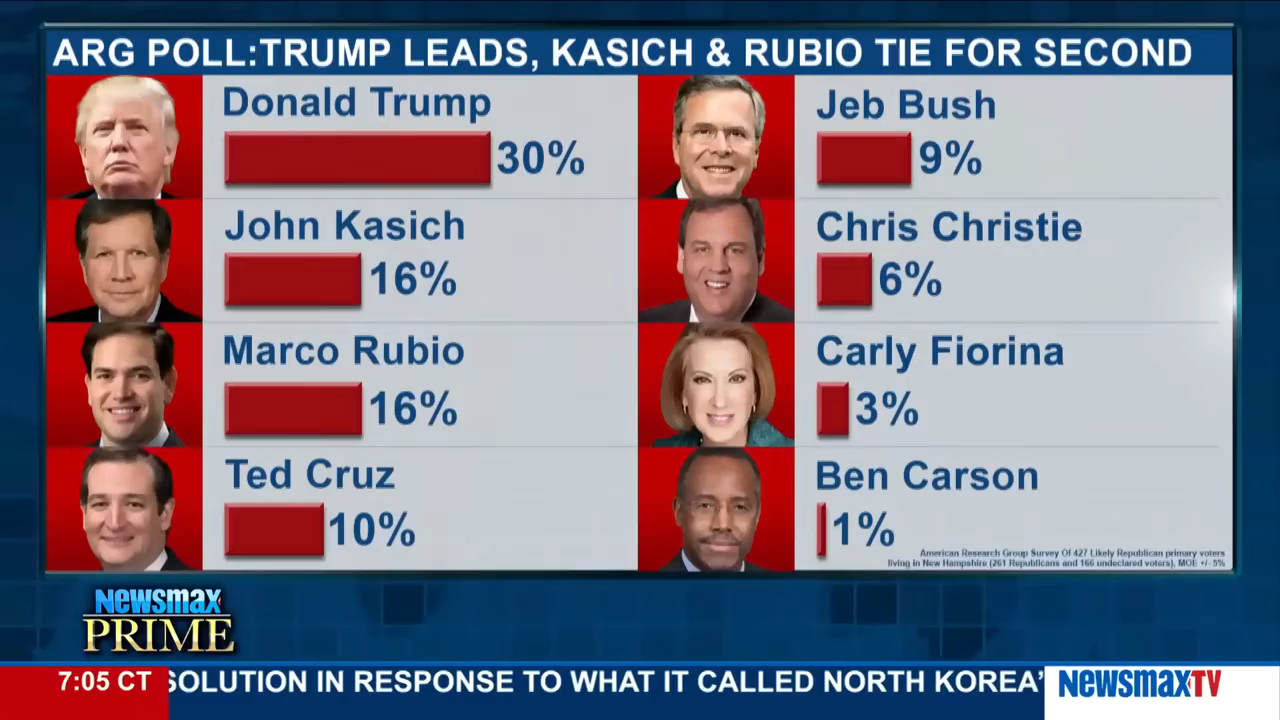 ARG POLL:TRUMP LEADS, KASICH & RUBIO TIE FOR SECOND
Donald Trump
30%
John Kasich
16%
Marco Rubio
16%
Ted Cruz
10%
Jeb Bush
9%
Chris Christie
6%
Carly Fiorina
3%
Ben Carson
1%
American Research Group Survey Of 427 Likely Republican primary voters
living in New Hampshire (261 Republicans and 166 undeclared voters), MOE +/- 5%
Newsmax
PRIME
7:05 CT
SOLUTION IN RESPONSE TO WHAT IT CALLED NORTH KOREA'
NEWSMAXTV